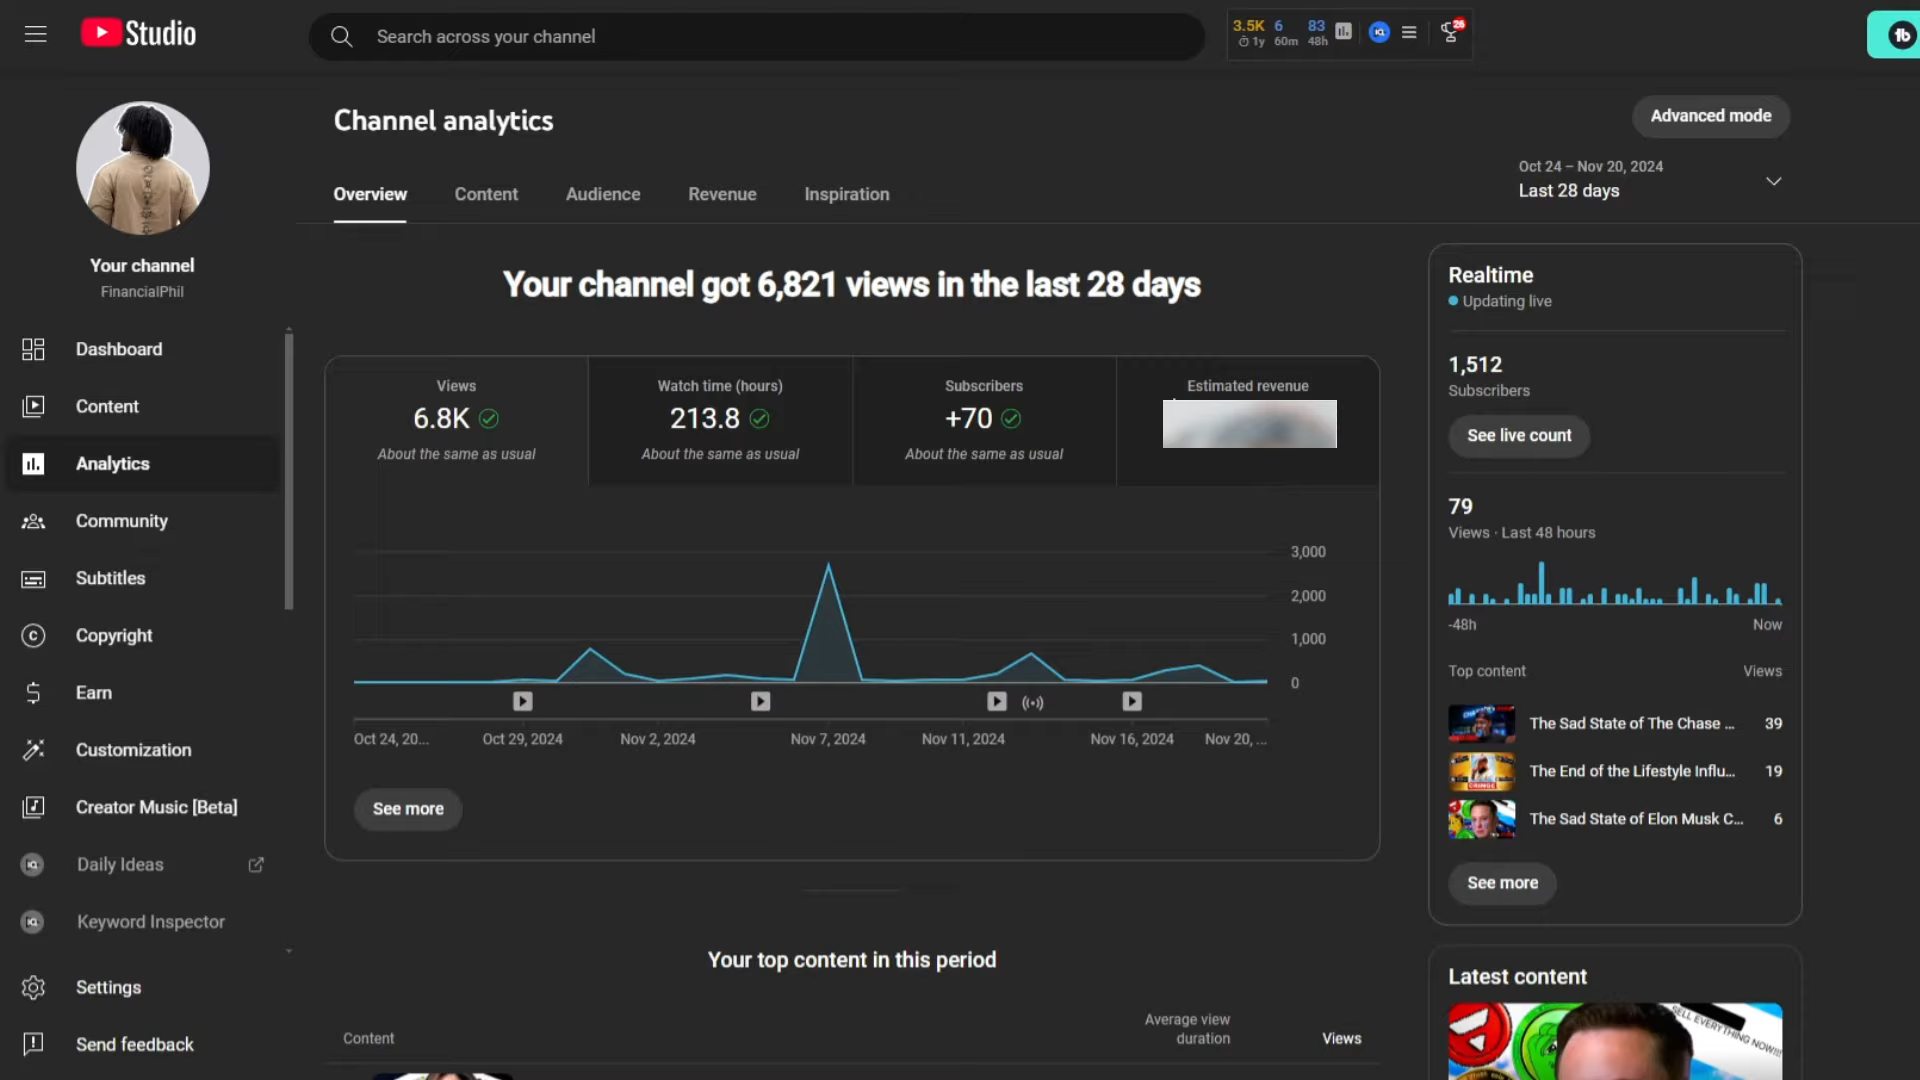 Studio
Search across your channel
3.5K 6 83
1y 60m 48h
26
Channel analytics
Advanced mode
Oct 24 – Nov 20, 2024
Last 28 days
Overview Content Audience Revenue Inspiration
Your channel
FinancialPhil
Dashboard
Content
Analytics
Community
Subtitles
Copyright
Earn
Customization
Creator Music [Beta]
Daily Ideas
Keyword Inspector
Settings
Send feedback
Your channel got 6,821 views in the last 28 days
Views
6.8K
About the same as usual
Watch time (hours)
213.8
About the same as usual
Subscribers
+70
About the same as usual
Estimated revenue
3,000
2,000
1,000
0
Oct 24, 20... Oct 29, 2024 Nov 2, 2024 Nov 7, 2024 Nov 11, 2024 Nov 16, 2024 Nov 20, ...
See more
Your top content in this period
Content Average view duration Views
Realtime
Updating live
1,512
Subscribers
See live count
79
Views · Last 48 hours
-48h Now
Top content Views
The Sad State of The Chase ... 39
The End of the Lifestyle Influ... 19
CRINGE
The Sad State of Elon Musk C... 6
See more
Latest content
SELL EVERYTHING NOW!!!